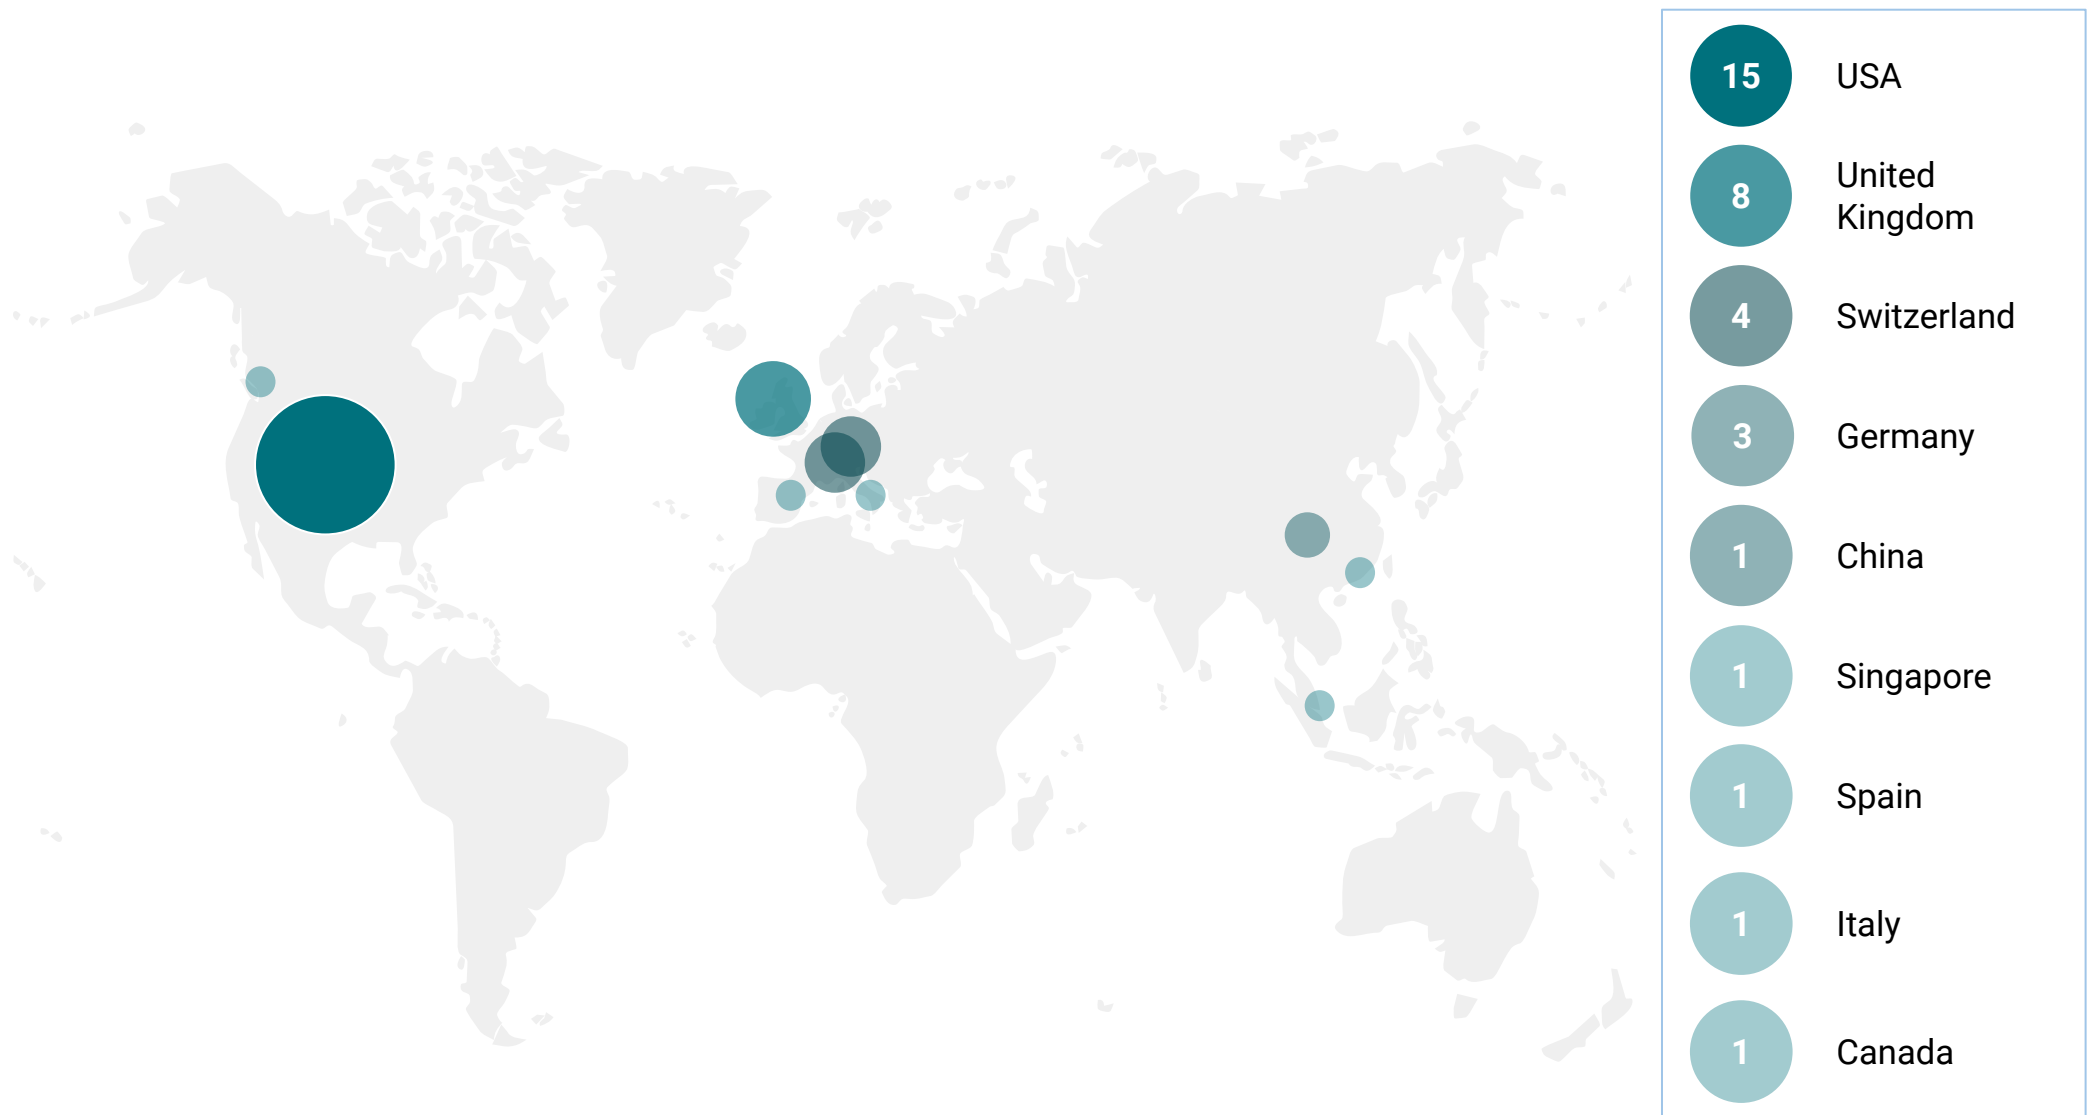 15 USA
8 United
Kingdom
4 Switzerland
3 Germany
1 China
1 Singapore
1 Spain
1 Italy
1 Canada